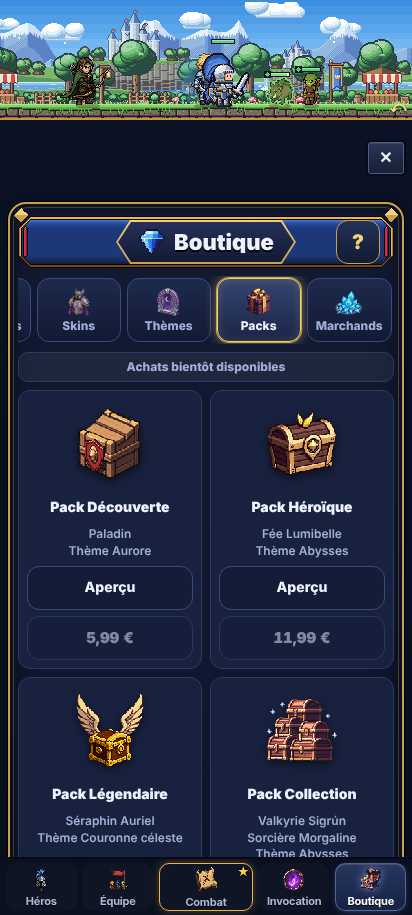 ×
Boutique
?
s
Skins
Thèmes
Packs
Marchands
Achats bientôt disponibles
Pack Découverte
Paladin
Thème Aurore
Aperçu
5,99 €
Pack Héroïque
Fée Lumibelle
Thème Abysses
Aperçu
11,99 €
Pack Légendaire
Séraphin Auriel
Thème Couronne céleste
Pack Collection
Valkyrie Sigrún
Sorcière Morgaline
Thème Abysses
Héros
Équipe
Combat
Invocation
Boutique